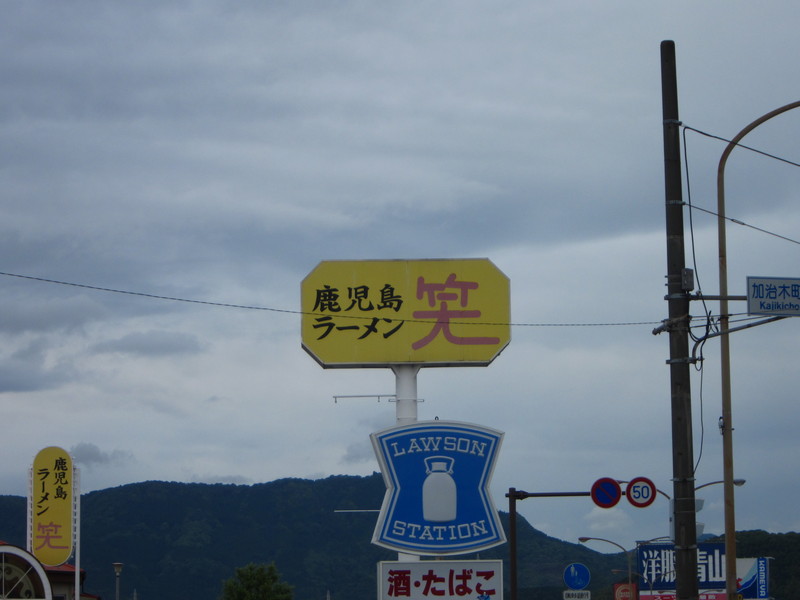 鹿児島
ラーメン
笑
LAWSON
STATION
酒・たばこ
鹿児島
ラーメン
笑
50
加治木町
Kajikicho
洋服
青山